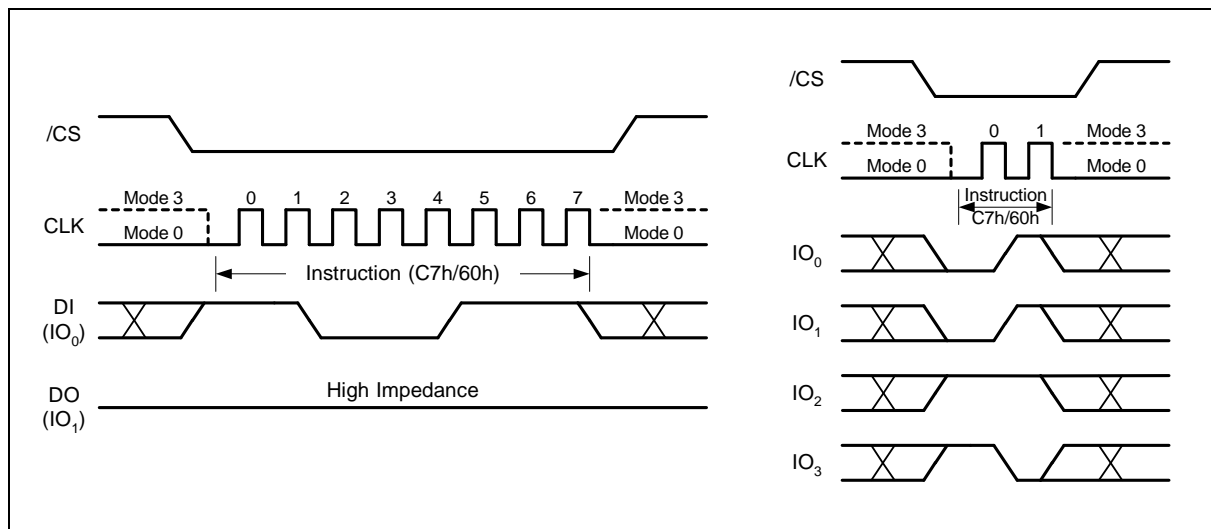 /CS
Mode 3 0 1 2 3 4 5 6 7 Mode 3
CLK Mode 0 Mode 0
Instruction (C7h/60h)
DI
(IO0)
High Impedance
DO
(IO1)
/CS
Mode 3 0 1 Mode 3
CLK Mode 0 Mode 0
Instruction
C7h/60h
IO0
IO1
IO2
IO3